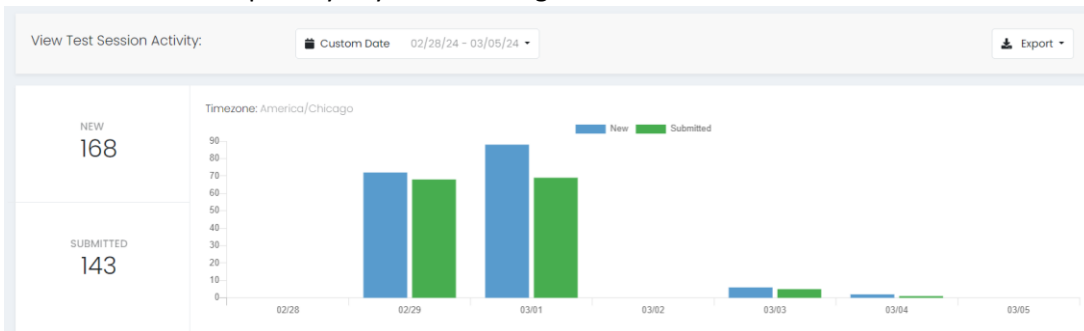 View Test Session Activity:
Custom Date 02/28/24 - 03/05/24
Export
NEW
168
SUBMITTED
143
Timezone: America/Chicago
New Submitted
90
80
70
60
50
40
30
20
10
0
02/28 02/29 03/01 03/02 03/03 03/04 03/05